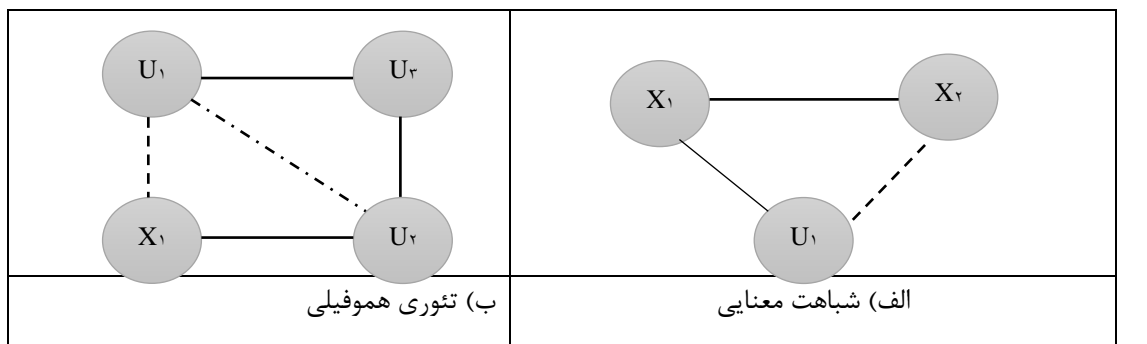 X۱
X۲
U۱
الف) شباهت معنایی
U۱
U۳
X۱
U۲
ب) تئوری هموفیلی